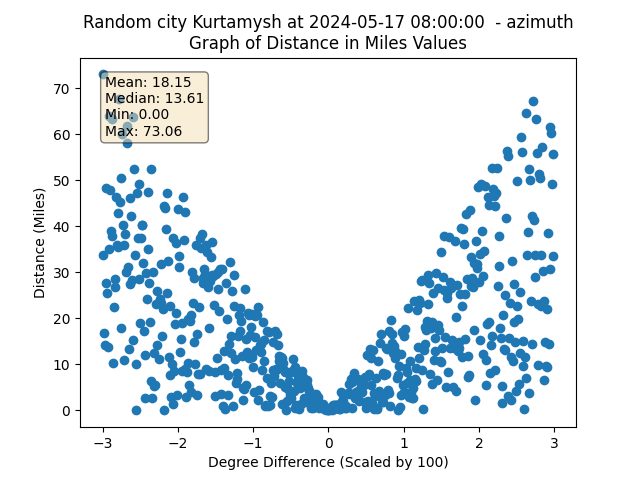 Random city Kurtamysh at 2024-05-17 08:00:00 - azimuth
Graph of Distance in Miles Values
Mean: 18.15
Median: 13.61
Min: 0.00
Max: 73.06
70
60
50
40
30
20
10
0
Distance (Miles)
−3 −2 −1 0 1 2 3
Degree Difference (Scaled by 100)